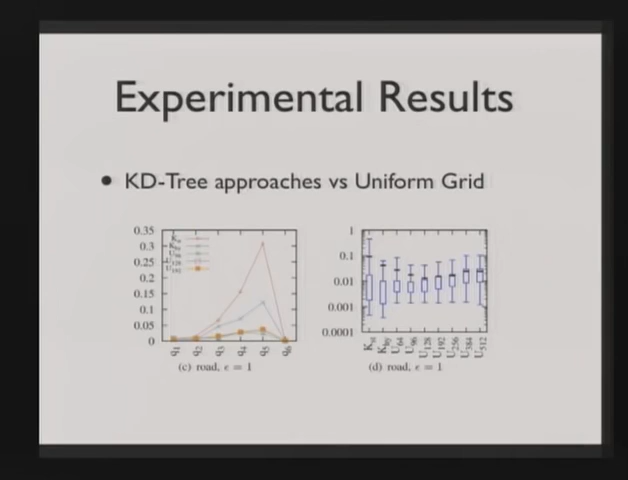 Experimental Results
• KD-Tree approaches vs Uniform Grid
0.35
0.3
0.25
0.2
0.15
0.1
0.05
0
q1 q2 q3 q4 q5 q6
(c) road, ϵ = 1
1
0.1
0.01
0.001
0.0001
Kst Khy U64 U96 U128 U192 U256 U384 U512
(d) road, ϵ = 1